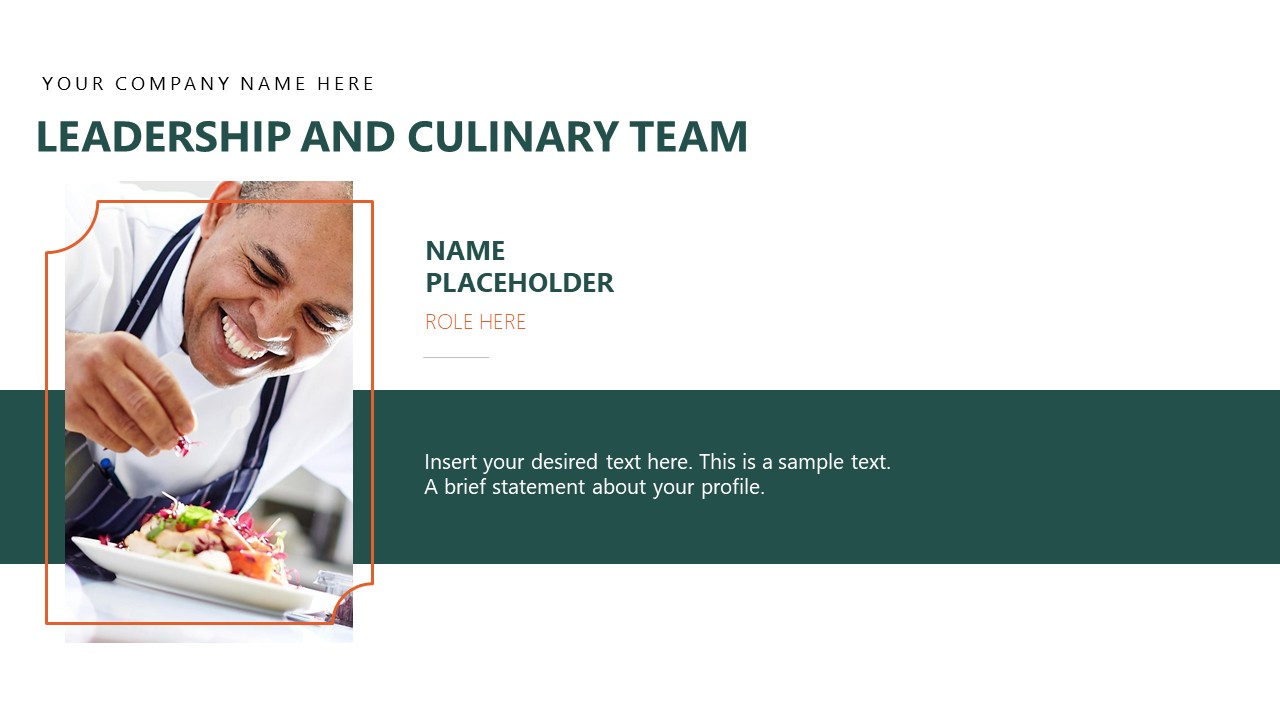 YOUR COMPANY NAME HERE
LEADERSHIP AND CULINARY TEAM
NAME
PLACEHOLDER
ROLE HERE
Insert your desired text here. This is a sample text.
A brief statement about your profile.